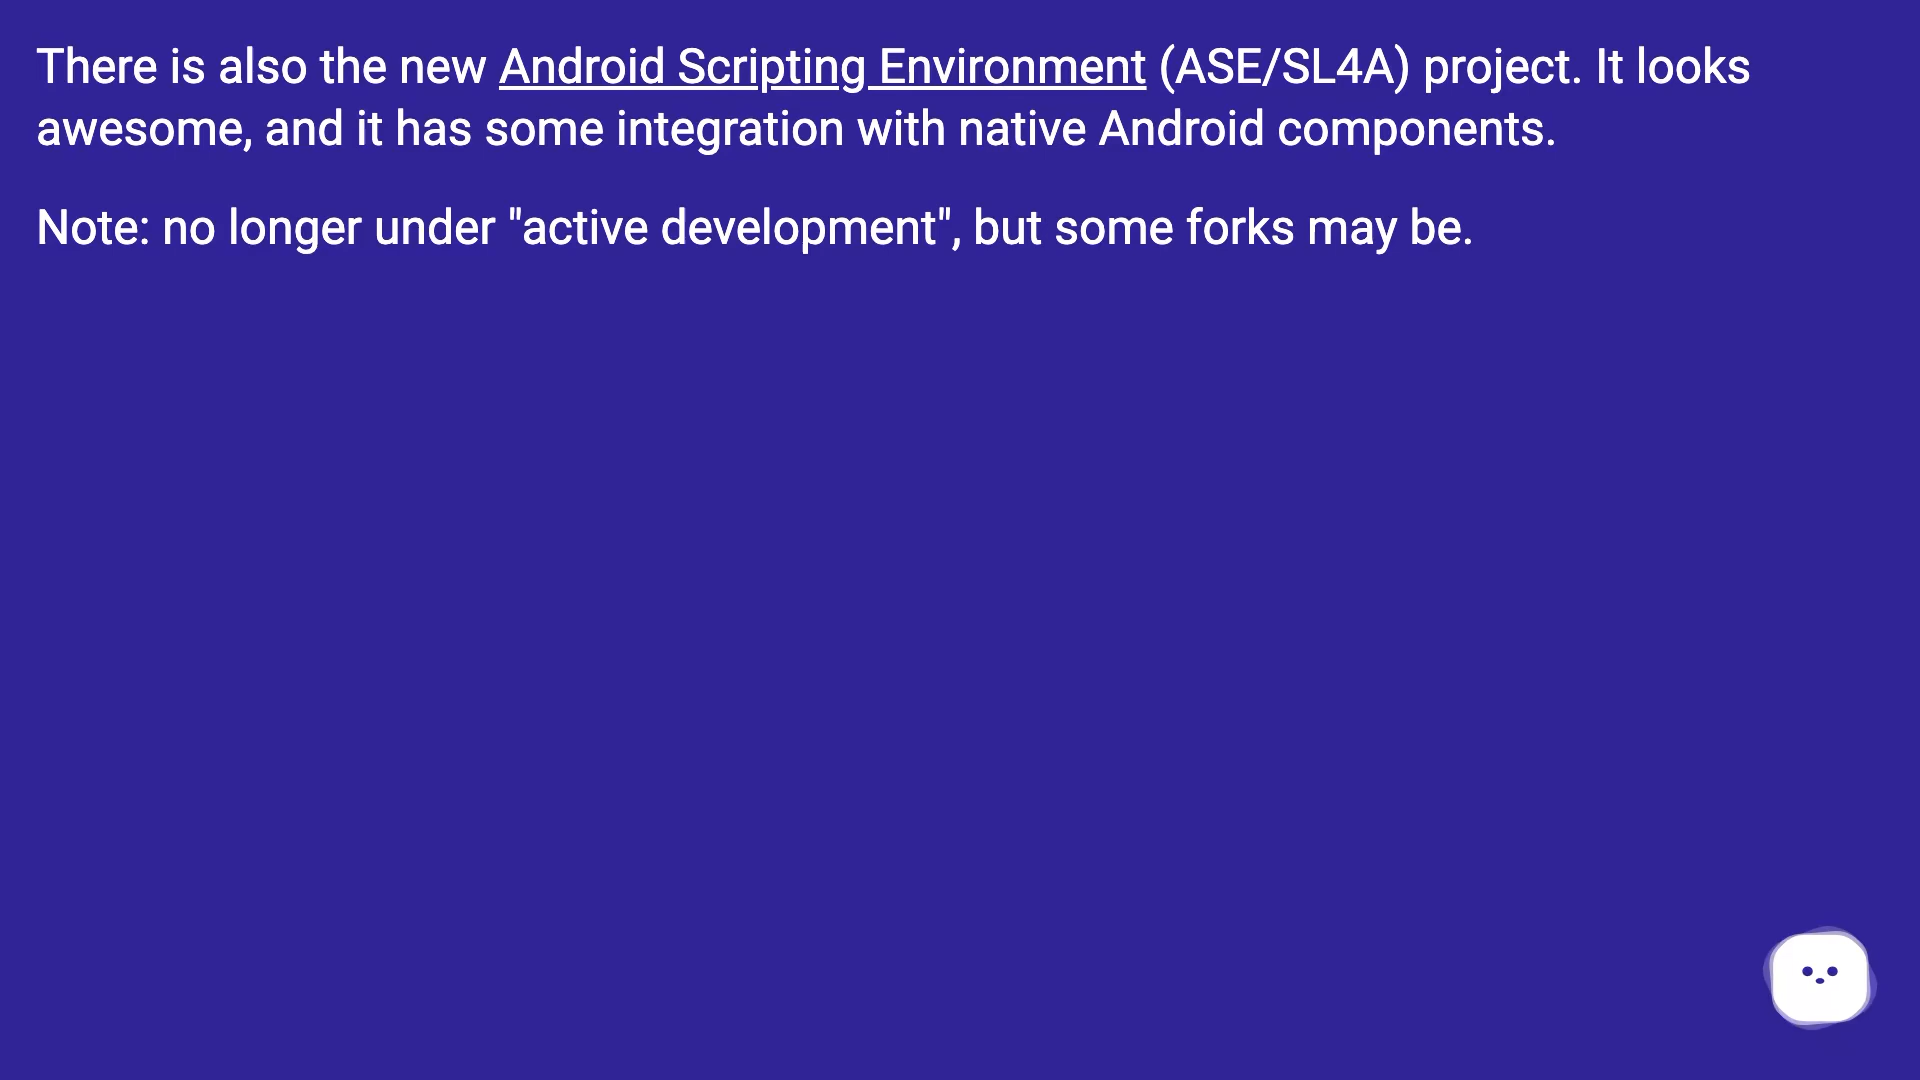 There is also the new Android Scripting Environment (ASE/SL4A) project. It looks
awesome, and it has some integration with native Android components.
Note: no longer under "active development", but some forks may be.